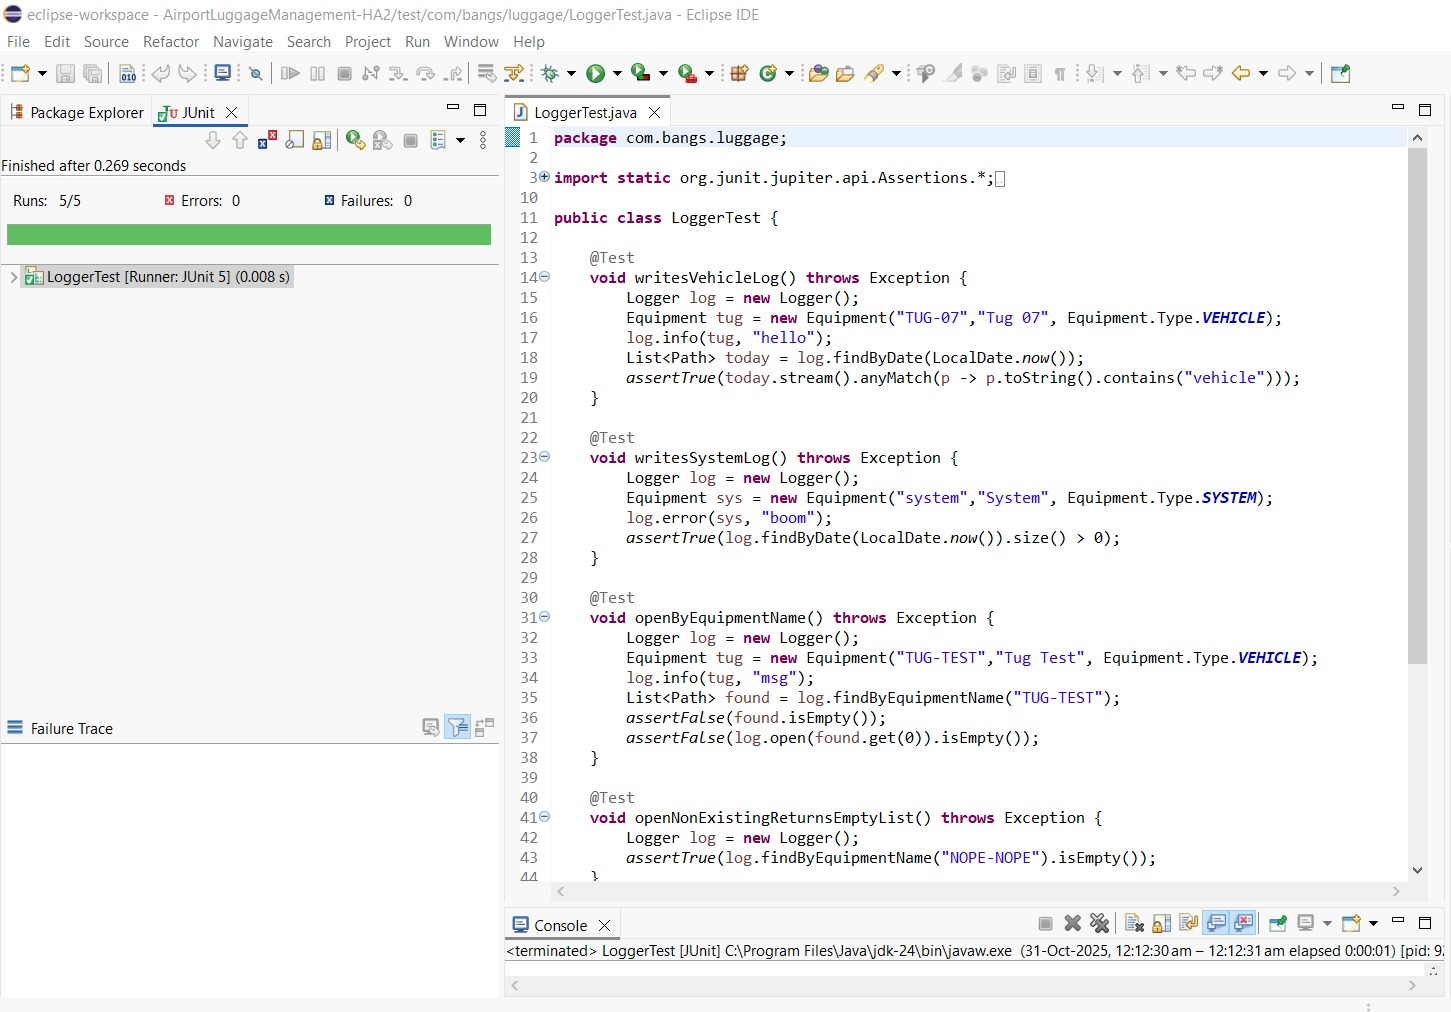 eclipse-workspace - AirportLuggageManagement-HA2/test/com/bangs/luggage/LoggerTest.java - Eclipse IDE
File Edit Source Refactor Navigate Search Project Run Window Help
Package Explorer JUnit
Finished after 0.269 seconds
Runs: 5/5 Errors: 0 Failures: 0
LoggerTest [Runner: JUnit 5] (0.008 s)
Failure Trace
LoggerTest.java
1 package com.bangs.luggage;
2
3 import static org.junit.jupiter.api.Assertions.*;
10
11 public class LoggerTest {
12
13     @Test
14     void writesVehicleLog() throws Exception {
15         Logger log = new Logger();
16         Equipment tug = new Equipment("TUG-07","Tug 07", Equipment.Type.VEHICLE);
17         log.info(tug, "hello");
18         List<Path> today = log.findByDate(LocalDate.now());
19         assertTrue(today.stream().anyMatch(p -> p.toString().contains("vehicle")));
20     }
21
22     @Test
23     void writesSystemLog() throws Exception {
24         Logger log = new Logger();
25         Equipment sys = new Equipment("system","System", Equipment.Type.SYSTEM);
26         log.error(sys, "boom");
27         assertTrue(log.findByDate(LocalDate.now()).size() > 0);
28     }
29
30     @Test
31     void openByEquipmentName() throws Exception {
32         Logger log = new Logger();
33         Equipment tug = new Equipment("TUG-TEST","Tug Test", Equipment.Type.VEHICLE);
34         log.info(tug, "msg");
35         List<Path> found = log.findByEquipmentName("TUG-TEST");
36         assertFalse(found.isEmpty());
37         assertFalse(log.open(found.get(0)).isEmpty());
38     }
39
40     @Test
41     void openNonExistingReturnsEmptyList() throws Exception {
42         Logger log = new Logger();
43         assertTrue(log.findByEquipmentName("NOPE-NOPE").isEmpty());
44     }
Console
<terminated> LoggerTest [JUnit] C:\Program Files\Java\jdk-24\bin\javaw.exe (31-Oct-2025, 12:12:30 am – 12:12:31 am elapsed 0:00:01) [pid: